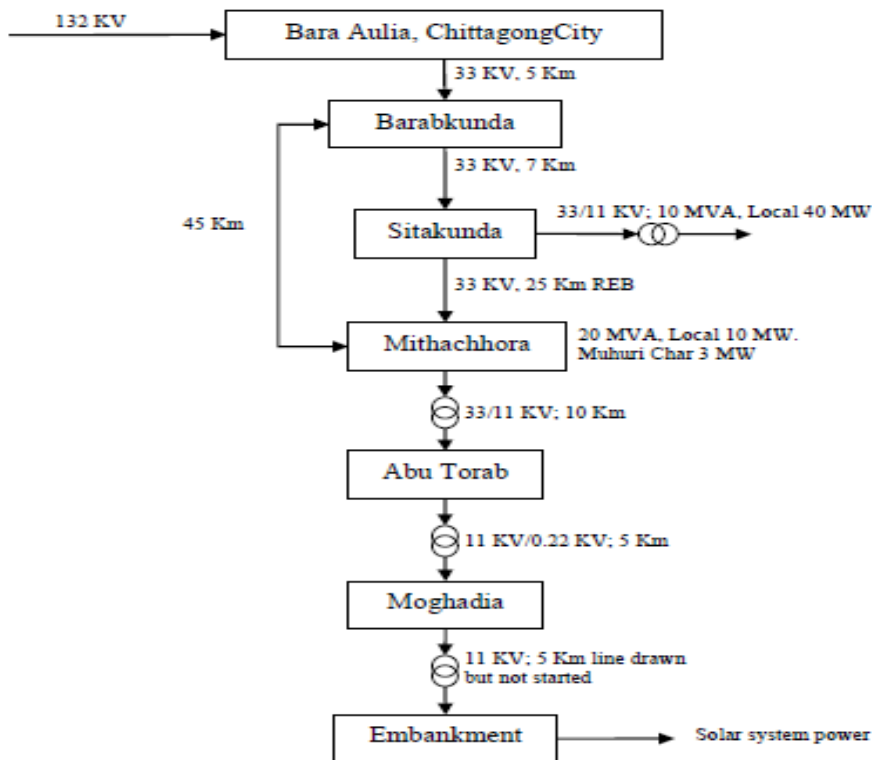 132 KV
Bara Aulia, ChittagongCity
33 KV, 5 Km
Barabkunda
33 KV, 7 Km
45 Km
33/11 KV; 10 MVA, Local 40 MW
Sitakunda
33 KV, 25 Km REB
Mithachhora
20 MVA, Local 10 MW.
Muhuri Char 3 MW
33/11 KV; 10 Km
Abu Torab
11 KV/0.22 KV; 5 Km
Moghadia
11 KV; 5 Km line drawn
but not started
Embankment
Solar system power